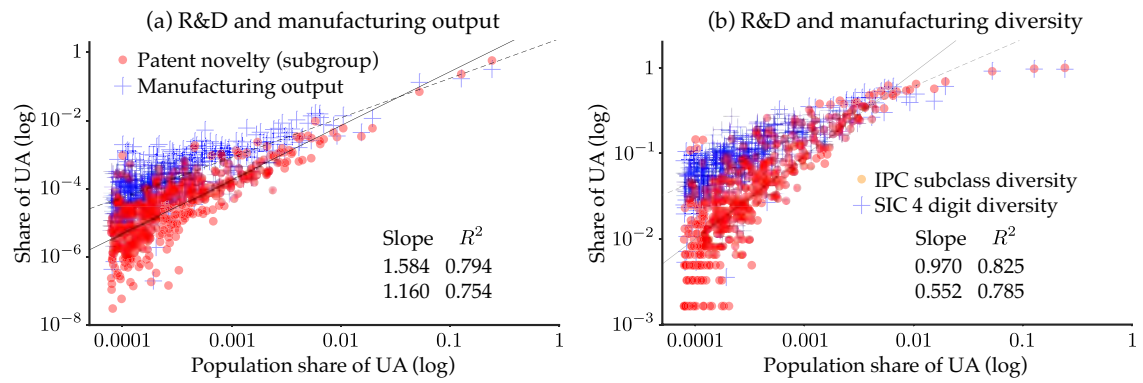 (a) R&D and manufacturing output
1
10⁻²
10⁻⁴
10⁻⁶
10⁻⁸
Share of UA (log)
Patent novelty (subgroup)
Manufacturing output
Slope R²
1.584 0.794
1.160 0.754
0.0001 0.001 0.01 0.1 1
Population share of UA (log)
(b) R&D and manufacturing diversity
1
10⁻¹
10⁻²
10⁻³
Share of UA (log)
IPC subclass diversity
SIC 4 digit diversity
Slope R²
0.970 0.825
0.552 0.785
0.0001 0.001 0.01 0.1 1
Population share of UA (log)